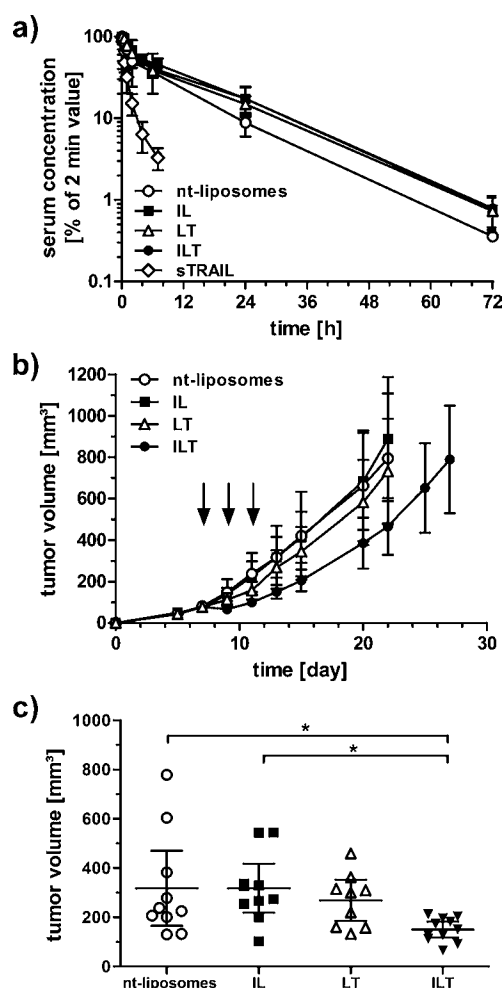 a)
serum concentration
[% of 2 min value]
100
10
1
0.1
nt-liposomes
IL
LT
ILT
sTRAIL
0 12 24 36 48 60 72
time [h]
b)
tumor volume [mm³]
1200
1000
800
600
400
200
0
nt-liposomes
IL
LT
ILT
0 10 20 30
time [day]
c)
tumor volume [mm³]
1000
800
600
400
200
0
*
*
nt-liposomes IL LT ILT